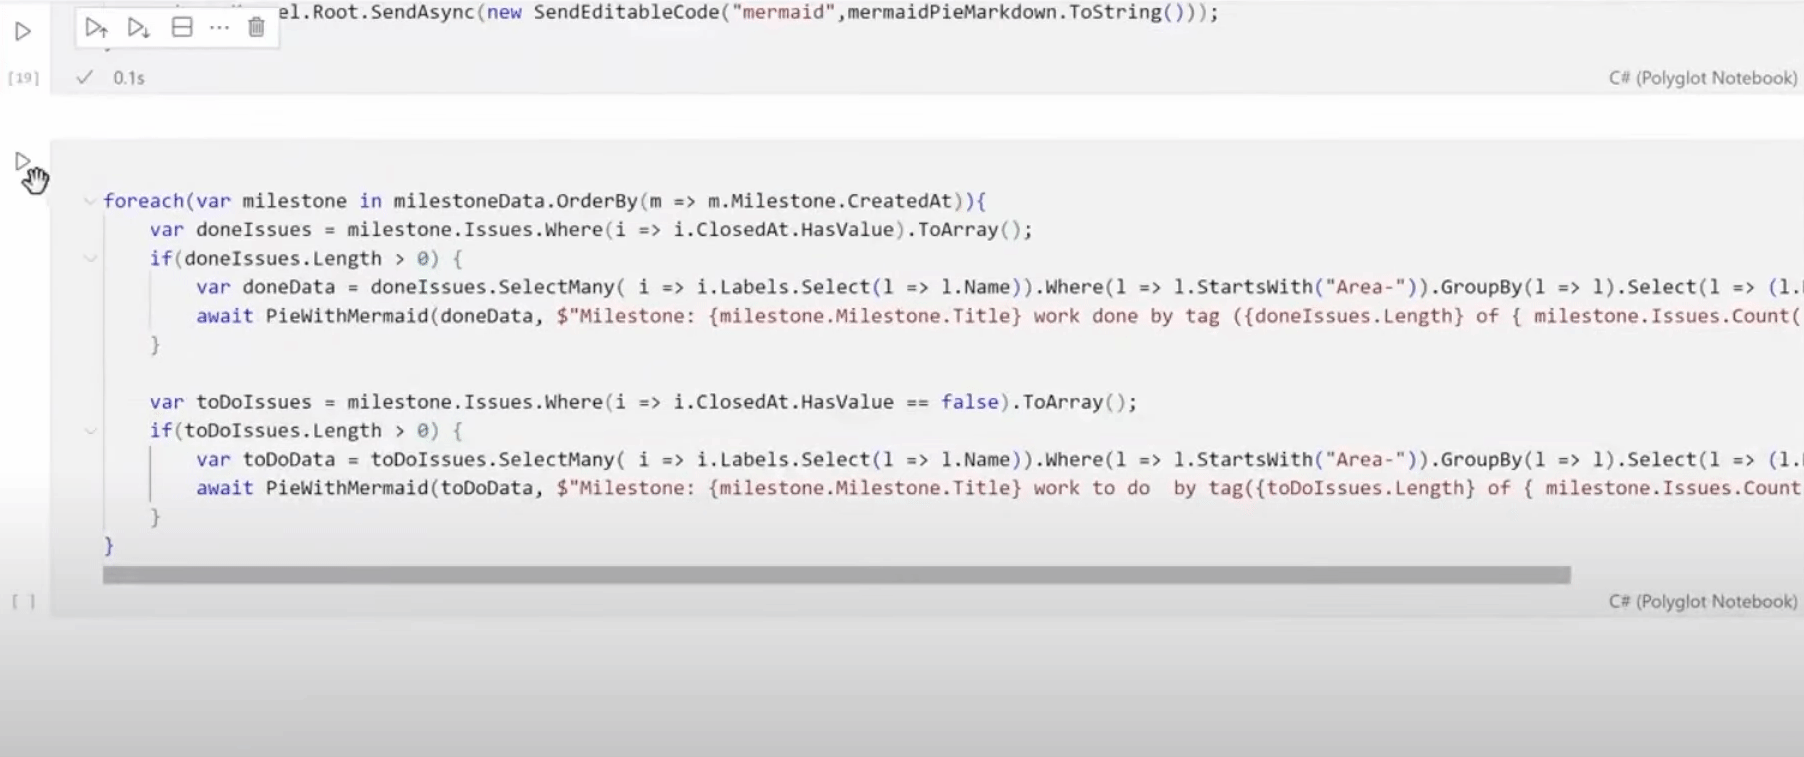 el.Root.SendAsync(new SendEditableCode("mermaid",mermaidPieMarkdown.ToString()));
[19] 0.1s C# (Polyglot Notebook)
foreach(var milestone in milestoneData.OrderBy(m => m.Milestone.CreatedAt)){
var doneIssues = milestone.Issues.Where(i => i.ClosedAt.HasValue).ToArray();
if(doneIssues.Length > 0) {
var doneData = doneIssues.SelectMany( i => i.Labels.Select(l => l.Name)).Where(l => l.StartsWith("Area-")).GroupBy(l => l).Select(l => (l.
await PieWithMermaid(doneData, $"Milestone: {milestone.Milestone.Title} work done by tag ({doneIssues.Length} of { milestone.Issues.Count(
}
var toDoIssues = milestone.Issues.Where(i => i.ClosedAt.HasValue == false).ToArray();
if(toDoIssues.Length > 0) {
var toDoData = toDoIssues.SelectMany( i => i.Labels.Select(l => l.Name)).Where(l => l.StartsWith("Area-")).GroupBy(l => l).Select(l => (l.
await PieWithMermaid(toDoData, $"Milestone: {milestone.Milestone.Title} work to do  by tag({toDoIssues.Length} of { milestone.Issues.Count
}
}
[ ] C# (Polyglot Notebook)